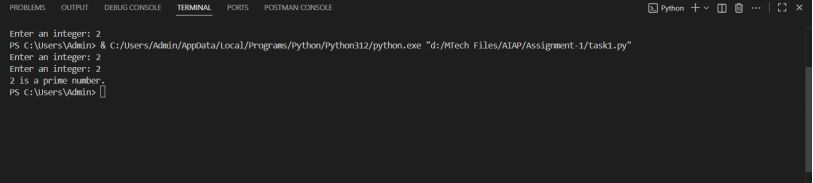 PROBLEMS OUTPUT DEBUG CONSOLE TERMINAL PORTS POSTMAN CONSOLE Python
Enter an integer: 2
PS C:\Users\Admin> & C:/Users/Admin/AppData/Local/Programs/Python/Python312/python.exe "d:/MTech Files/AIAP/Assignment-1/task1.py"
Enter an integer: 2
Enter an integer: 2
2 is a prime number.
PS C:\Users\Admin>